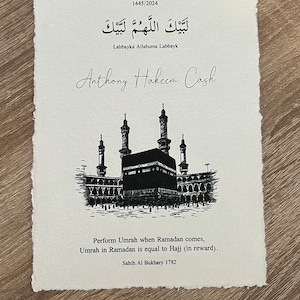 1445/2024
لَبَّيْكَ اللَّهُمَّ لَبَّيْكَ
Labbayka Allahuma Labbayk
Anthony Hakeem Cash
Perform Umrah when Ramadan comes,
Umrah in Ramadan is equal to Hajj (in reward).
Sahih Al Bukhary 1782